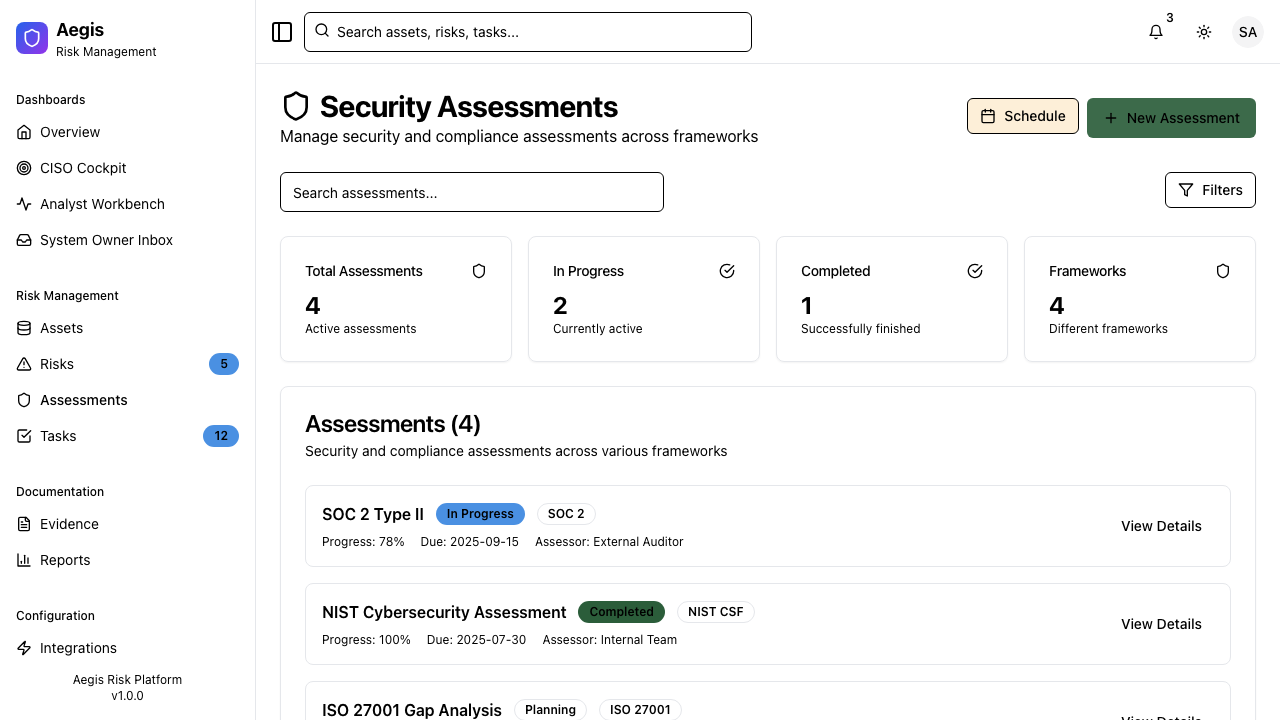 Aegis
Risk Management
Dashboards
Overview
CISO Cockpit
Analyst Workbench
System Owner Inbox
Risk Management
Assets
Risks 5
Assessments
Tasks 12
Documentation
Evidence
Reports
Configuration
Integrations
Aegis Risk Platform
v1.0.0
Search assets, risks, tasks...
3
SA
Security Assessments
Manage security and compliance assessments across frameworks
Schedule
New Assessment
Search assessments...
Filters
Total Assessments
4
Active assessments
In Progress
2
Currently active
Completed
1
Successfully finished
Frameworks
4
Different frameworks
Assessments (4)
Security and compliance assessments across various frameworks
SOC 2 Type II In Progress SOC 2
Progress: 78% Due: 2025-09-15 Assessor: External Auditor
View Details
NIST Cybersecurity Assessment Completed NIST CSF
Progress: 100% Due: 2025-07-30 Assessor: Internal Team
View Details
ISO 27001 Gap Analysis Planning ISO 27001
View Details